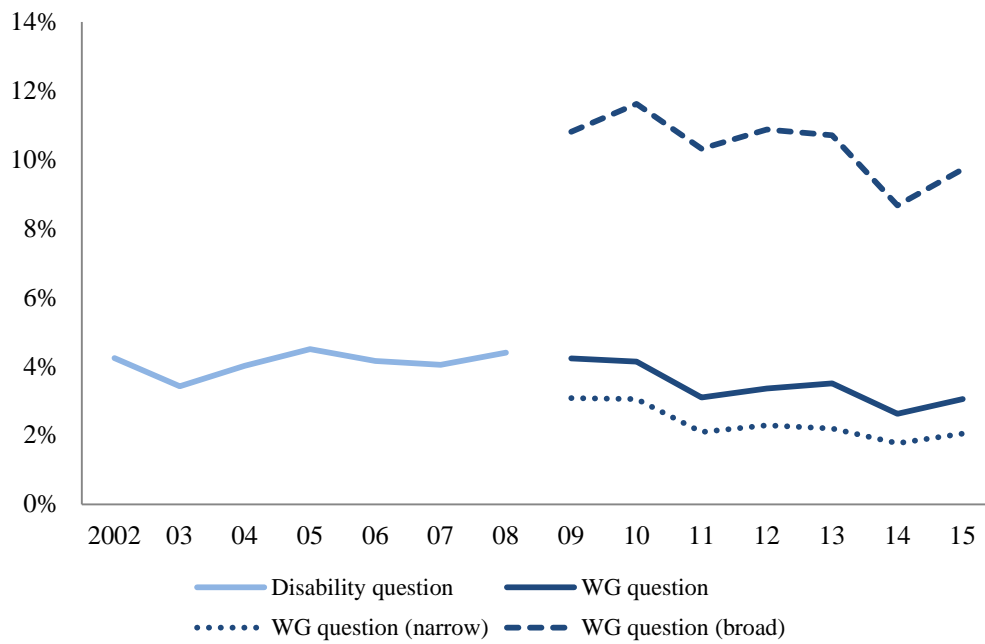 14%
12%
10%
8%
6%
4%
2%
0%
2002 03 04 05 06 07 08 09 10 11 12 13 14 15
Disability question WG question
WG question (narrow) WG question (broad)